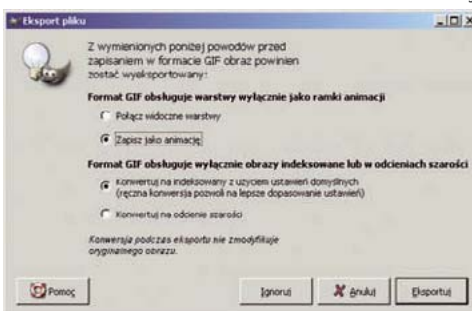 Eksport pliku
Z wymienionych poniżej powodów przed
zapisaniem w formacie GIF obraz powinien
zostać wyeksportowany:
Format GIF obsługuje warstwy wyłącznie jako ramki animacji
Połącz widoczne warstwy
Zapisz jako animację
Format GIF obsługuje wyłącznie obrazy indeksowane lub w odcieniach szarości
Konwertuj na indeksowany z użyciem ustawień domyślnych
(ręczna konwersja pozwoli na lepsze dopasowanie ustawień)
Konwertuj na odcienie szarości
Konwersja podczas eksportu nie zmodyfikuje
oryginalnego obrazu.
Pomoc Ignoruj Anuluj Eksportuj